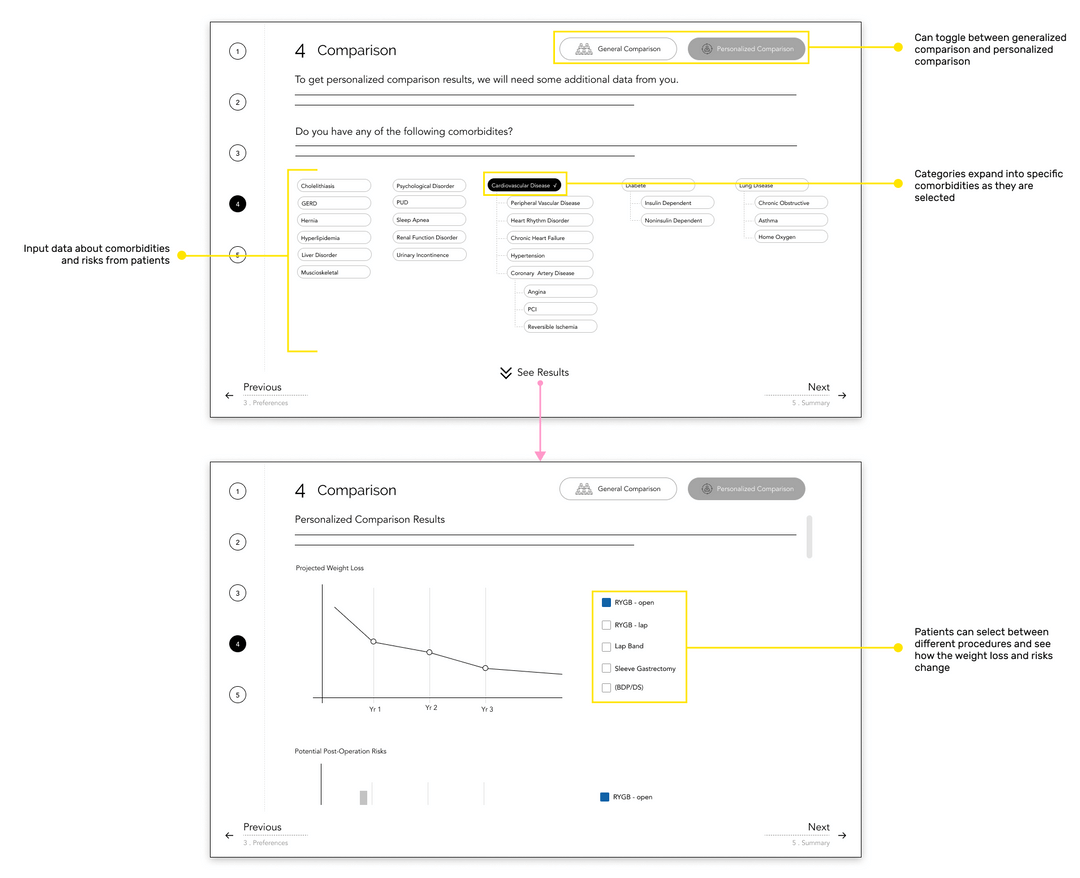 1
4 Comparison
General Comparison
Personalized Comparison
Can toggle between generalized
comparison and personalized
comparison
To get personalized comparison results, we will need some additional data from you.
2
Do you have any of the following comorbidites?
3
Categories expand into specific
comorbidities as they are
selected
Cholelithiasis
GERD
Hernia
Hyperlipidemia
Liver Disorder
Muscioskeletal
Psychological Disorder
PUD
Sleep Apnea
Renal Function Disorder
Urinary Incontinence
Cardiovascular Disease √
Peripheral Vascular Disease
Heart Rhythm Disorder
Chronic Heart Failure
Hypertension
Coronary Artery Disease
Angina
PCI
Reversible Ischemia
Diabete
Insulin Dependent
Noninsulin Dependent
Lung Disease
Chronic Obstructive
Asthma
Home Oxygen
4
Input data about comorbidities
and risks from patients
5
See Results
← Previous
3 . Preferences
Next →
5 . Summary
1
4 Comparison
General Comparison
Personalized Comparison
Personalized Comparison Results
2
Projected Weight Loss
3
4
5
Yr 1
Yr 2
Yr 3
RYGB - open
RYGB - lap
Lap Band
Sleeve Gastrectomy
(BDP/DS)
Patients can select between
different procedures and see
how the weight loss and risks
change
Potential Post-Operation Risks
RYGB - open
← Previous
3 . Preferences
Next →
5 . Summary